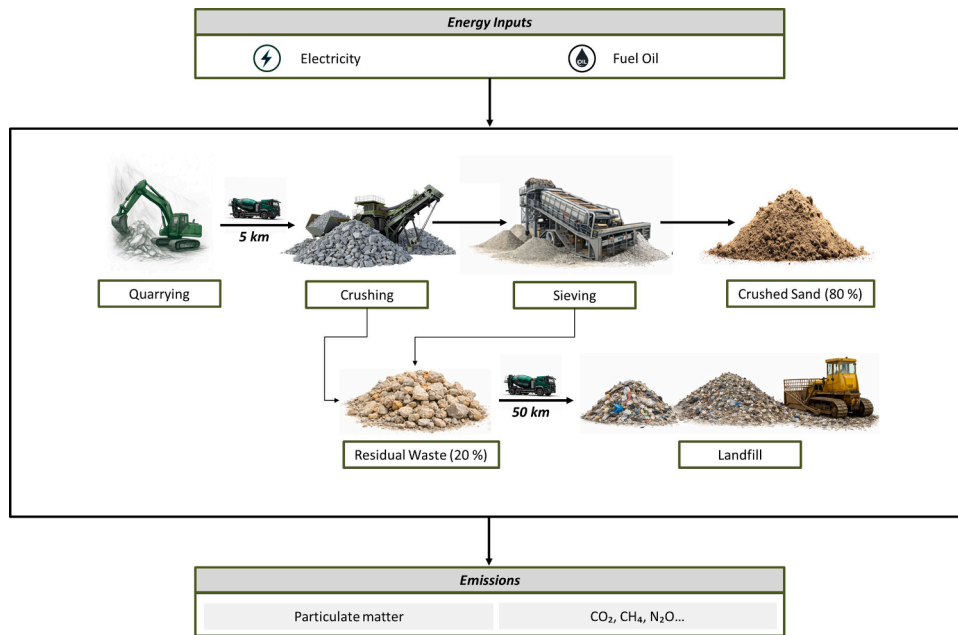 Energy Inputs
Electricity
OIL
Fuel Oil
5 km
Quarrying
Crushing
Sieving
Crushed Sand (80 %)
50 km
Residual Waste (20 %)
Landfill
Emissions
Particulate matter
CO₂, CH₄, N₂O...